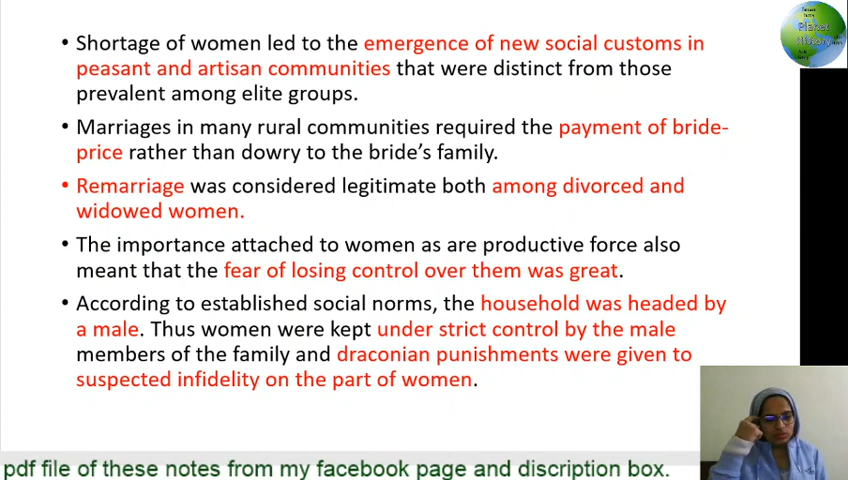 • Shortage of women led to the emergence of new social customs in
peasant and artisan communities that were distinct from those
prevalent among elite groups.
• Marriages in many rural communities required the payment of bride-
price rather than dowry to the bride's family.
• Remarriage was considered legitimate both among divorced and
widowed women.
• The importance attached to women as are productive force also
meant that the fear of losing control over them was great.
• According to established social norms, the household was headed by
a male. Thus women were kept under strict control by the male
members of the family and draconian punishments were given to
suspected infidelity on the part of women.
Planet
History
pdf file of these notes from my facebook page and discription box.